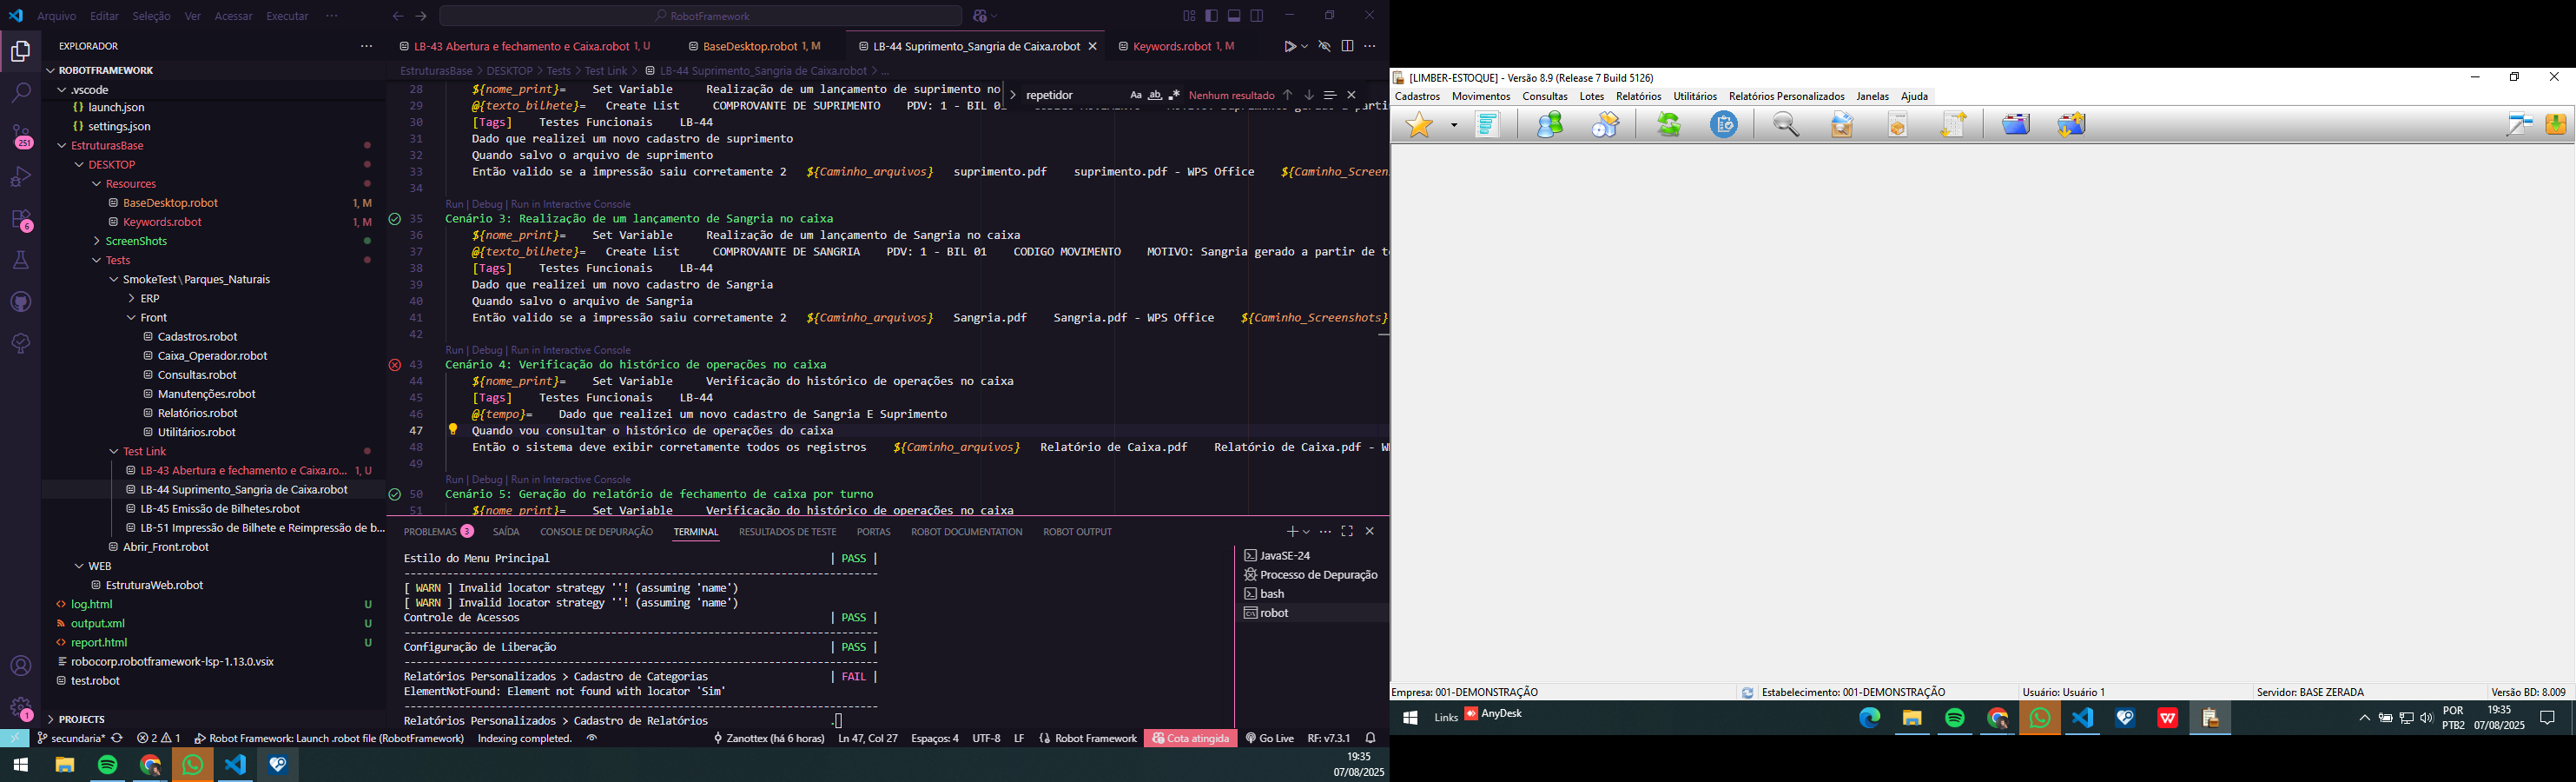 Arquivo Editar Seleção Ver Acessar Executar ···
RobotFramework
EXPLORADOR
ROBOTFRAMEWORK
.vscode
launch.json
settings.json
EstruturasBase
DESKTOP
Resources
BaseDesktop.robot 1, M
Keywords.robot 1, M
ScreenShots
Tests
SmokeTest\Parques_Naturais
ERP
Front
Cadastros.robot
Caixa_Operador.robot
Consultas.robot
Manutenções.robot
Relatórios.robot
Utilitários.robot
Test Link
LB-43 Abertura e fechamento e Caixa.ro... 1, U
LB-44 Suprimento_Sangria de Caixa.robot
LB-45 Emissão de Bilhetes.robot
LB-51 Impressão de Bilhete e Reimpressão de b...
Abrir_Front.robot
WEB
EstruturaWeb.robot
log.html U
output.xml U
report.html U
robocorp.robotframework-lsp-1.13.0.vsix
test.robot
PROJECTS
251
6
1
LB-43 Abertura e fechamento e Caixa.robot 1, U
BaseDesktop.robot 1, M
LB-44 Suprimento_Sangria de Caixa.robot
Keywords.robot 1, M
EstruturasBase > DESKTOP > Tests > Test Link > LB-44 Suprimento_Sangria de Caixa.robot > ...
repetidor
Nenhum resultado
28 ${nome_print}= Set Variable Realização de um lançamento de suprimento no
29 @{texto_bilhete}= Create List COMPROVANTE DE SUPRIMENTO PDV: 1 - BIL 01
30 [Tags] Testes Funcionais LB-44
31 Dado que realizei um novo cadastro de suprimento
32 Quando salvo o arquivo de suprimento
33 Então valido se a impressão saiu corretamente 2 ${Caminho_arquivos} suprimento.pdf suprimento.pdf - WPS Office ${Caminho_Screens
34
Run | Debug | Run in Interactive Console
35 Cenário 3: Realização de um lançamento de Sangria no caixa
36 ${nome_print}= Set Variable Realização de um lançamento de Sangria no caixa
37 @{texto_bilhete}= Create List COMPROVANTE DE SANGRIA PDV: 1 - BIL 01 CODIGO MOVIMENTO MOTIVO: Sangria gerado a partir de te
38 [Tags] Testes Funcionais LB-44
39 Dado que realizei um novo cadastro de Sangria
40 Quando salvo o arquivo de Sangria
41 Então valido se a impressão saiu corretamente 2 ${Caminho_arquivos} Sangria.pdf Sangria.pdf - WPS Office ${Caminho_Screenshots}
42
Run | Debug | Run in Interactive Console
43 Cenário 4: Verificação do histórico de operações no caixa
44 ${nome_print}= Set Variable Verificação do histórico de operações no caixa
45 [Tags] Testes Funcionais LB-44
46 @{tempo}= Dado que realizei um novo cadastro de Sangria E Suprimento
47 Quando vou consultar o histórico de operações do caixa
48 Então o sistema deve exibir corretamente todos os registros ${Caminho_arquivos} Relatório de Caixa.pdf Relatório de Caixa.pdf - W
49
Run | Debug | Run in Interactive Console
50 Cenário 5: Geração do relatório de fechamento de caixa por turno
51 ${nome_print}= Set Variable Verificação do histórico de operações no caixa
PROBLEMAS 3 SAÍDA CONSOLE DE DEPURAÇÃO TERMINAL RESULTADOS DE TESTE PORTAS ROBOT DOCUMENTATION ROBOT OUTPUT
Estilo do Menu Principal | PASS |
------------------------------------------------------------------------------
[ WARN ] Invalid locator strategy ''! (assuming 'name')
[ WARN ] Invalid locator strategy ''! (assuming 'name')
Controle de Acessos | PASS |
------------------------------------------------------------------------------
Configuração de Liberação | PASS |
------------------------------------------------------------------------------
Relatórios Personalizados > Cadastro de Categorias | FAIL |
ElementNotFound: Element not found with locator 'Sim'
------------------------------------------------------------------------------
Relatórios Personalizados > Cadastro de Relatórios .
JavaSE-24
Processo de Depuração
bash
robot
secundaria* 2 1 Robot Framework: Launch .robot file (RobotFramework) Indexing completed. Zanottex (há 6 horas) Ln 47, Col 27 Espaços: 4 UTF-8 LF Robot Framework Cota atingida Go Live RF: v7.3.1
19:35
07/08/2025
[LIMBER-ESTOQUE] - Versão 8.9 (Release 7 Build 5126)
Cadastros Movimentos Consultas Lotes Relatórios Utilitários Relatórios Personalizados Janelas Ajuda
Empresa: 001-DEMONSTRAÇÃO Estabelecimento: 001-DEMONSTRAÇÃO Usuário: Usuário 1 Servidor: BASE ZERADA Versão BD: 8.009
Links AnyDesk
POR
PTB2
19:35
07/08/2025